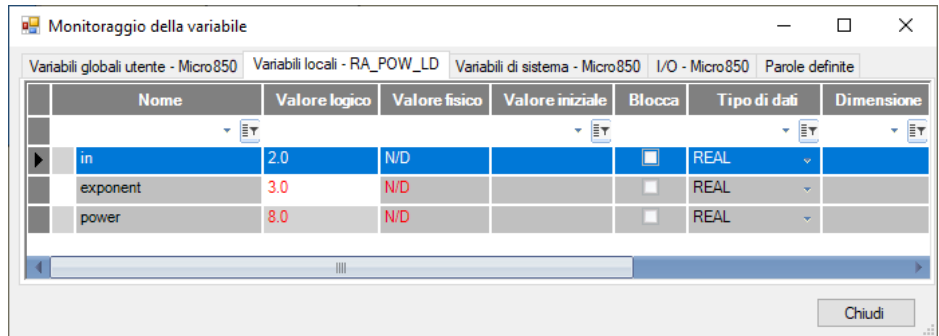 Monitoraggio della variabile
Variabili globali utente - Micro850 Variabili locali - RA_POW_LD Variabili di sistema - Micro850 I/O - Micro850 Parole definite
Nome Valore logico Valore fisico Valore iniziale Blocca Tipo di dati Dimensione
in 2.0 N/D REAL
exponent 3.0 N/D REAL
power 8.0 N/D REAL
Chiudi